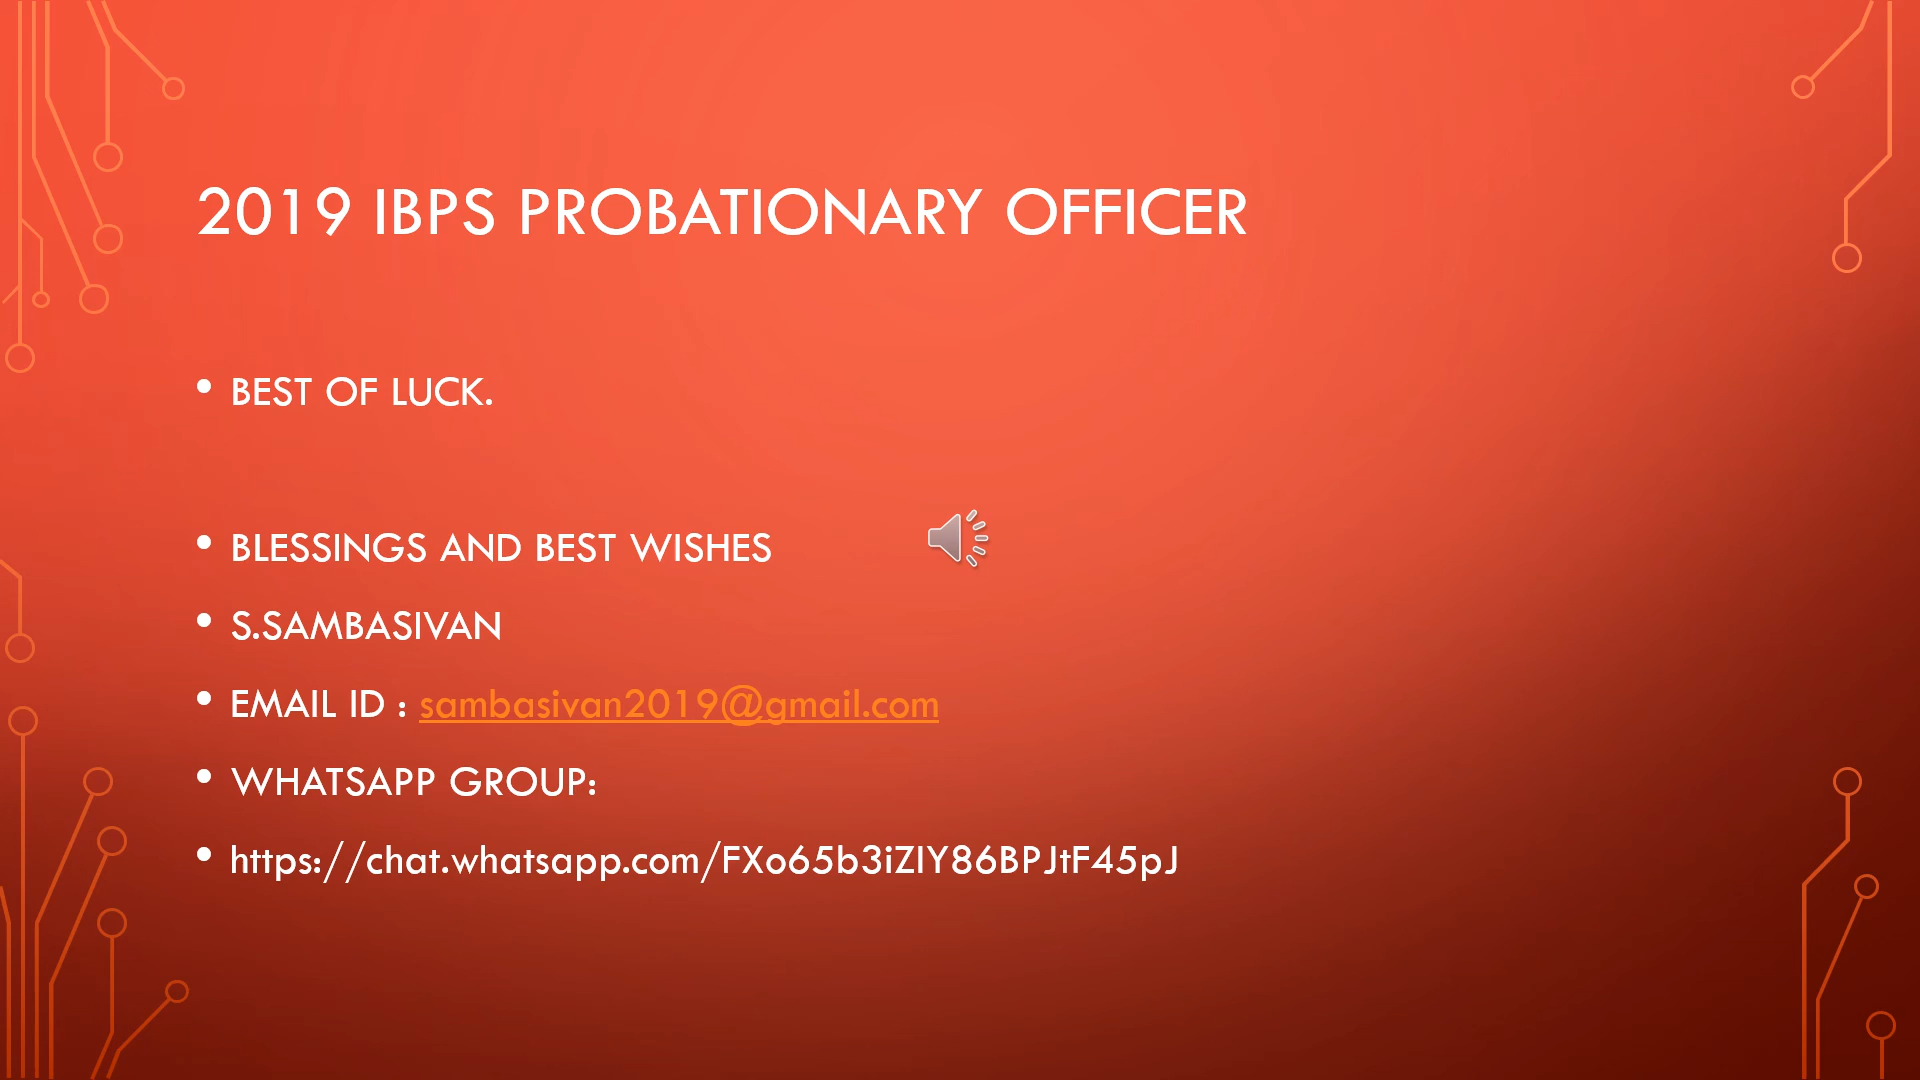 2019 IBPS PROBATIONARY OFFICER
• BEST OF LUCK.
• BLESSINGS AND BEST WISHES
• S.SAMBASIVAN
• EMAIL ID : sambasivan2019@gmail.com
• WHATSAPP GROUP:
• https://chat.whatsapp.com/FXo65b3iZIY86BPJtF45pJ